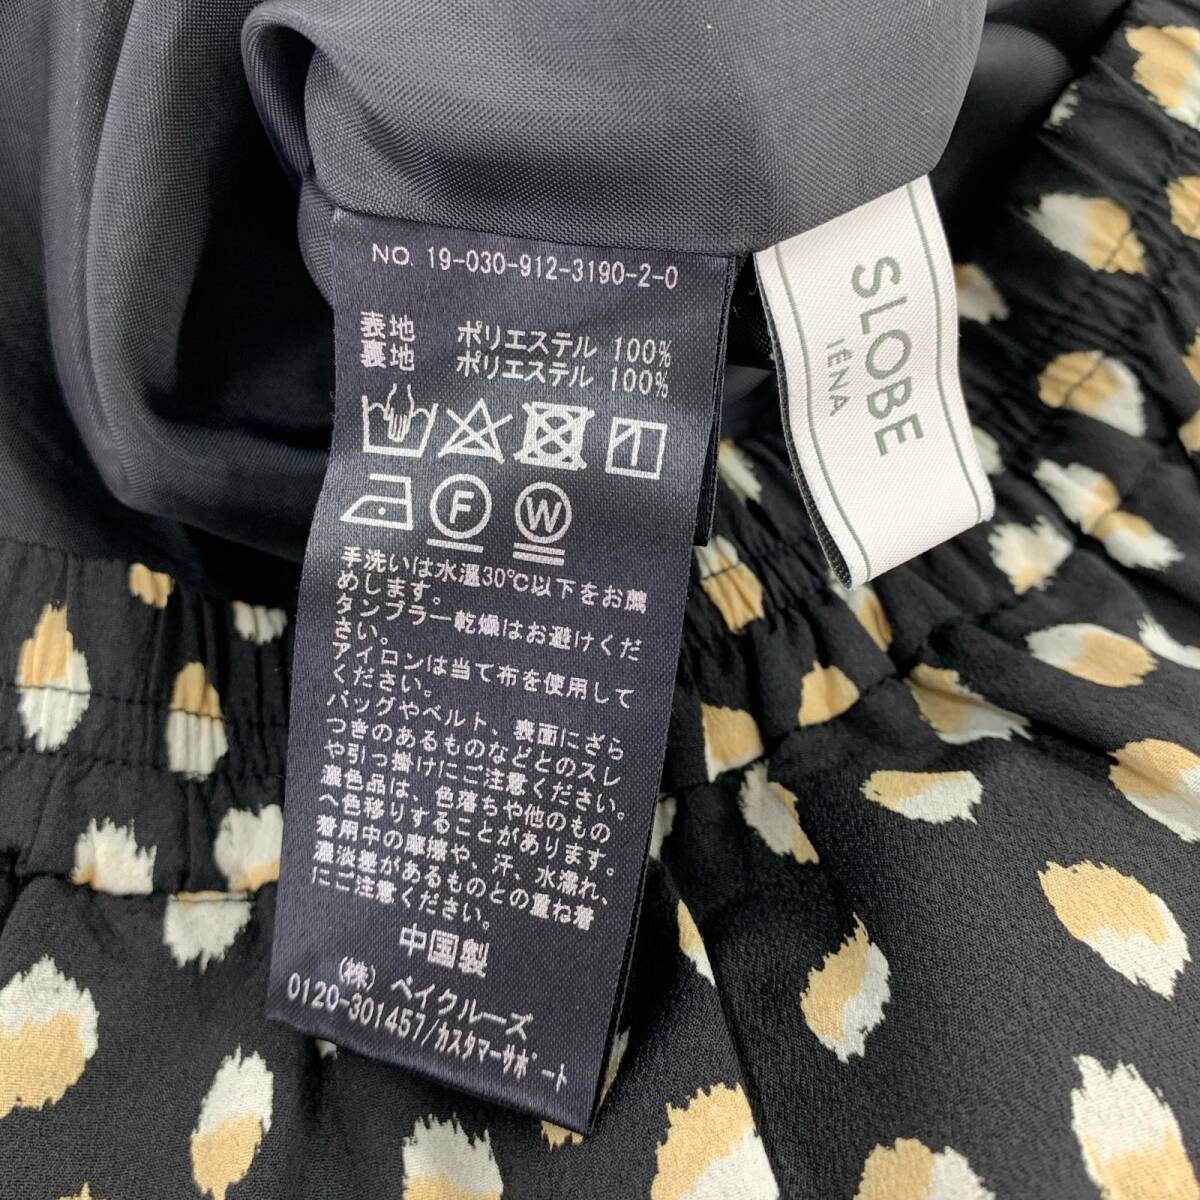 NO. 19-030-912-3190-2-0
表地 ポリエステル 100%
裏地 ポリエステル 100%
F W
手洗いは水温30℃以下をお薦
めします。
タンブラー乾燥はお避けくだ
さい。
アイロンは当て布を使用して
ください。
バッグやベルト、表面にざら
つきのあるものなどとのスレ
や引っ掛けにご注意ください。
濃色品は、色落ちや他のもの
へ色移りすることがあります。
着用中の摩擦や、汗、水濡れ、
濃淡差があるものとの重ね着
にご注意ください。
中国製
(株) ベイクルーズ
0120-301457/カスタマーサポート
SLOBE
IÉNA